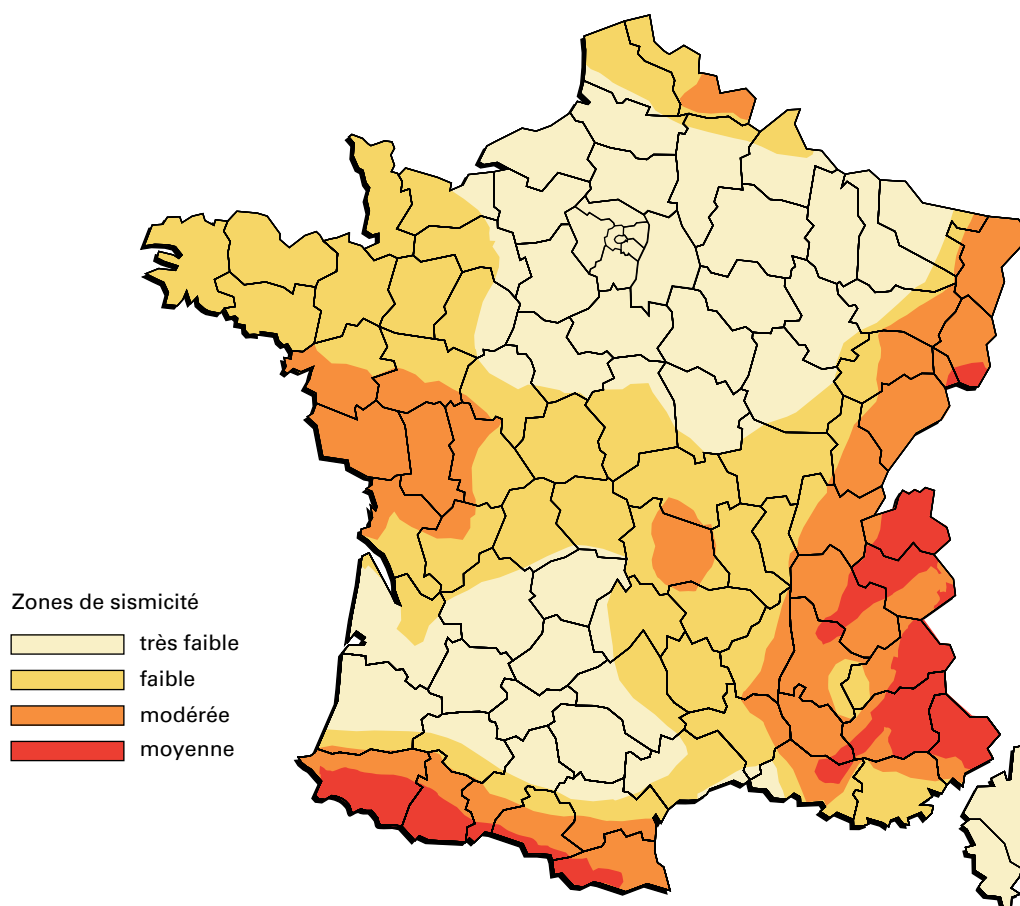 Zones de sismicité
très faible
faible
modérée
moyenne